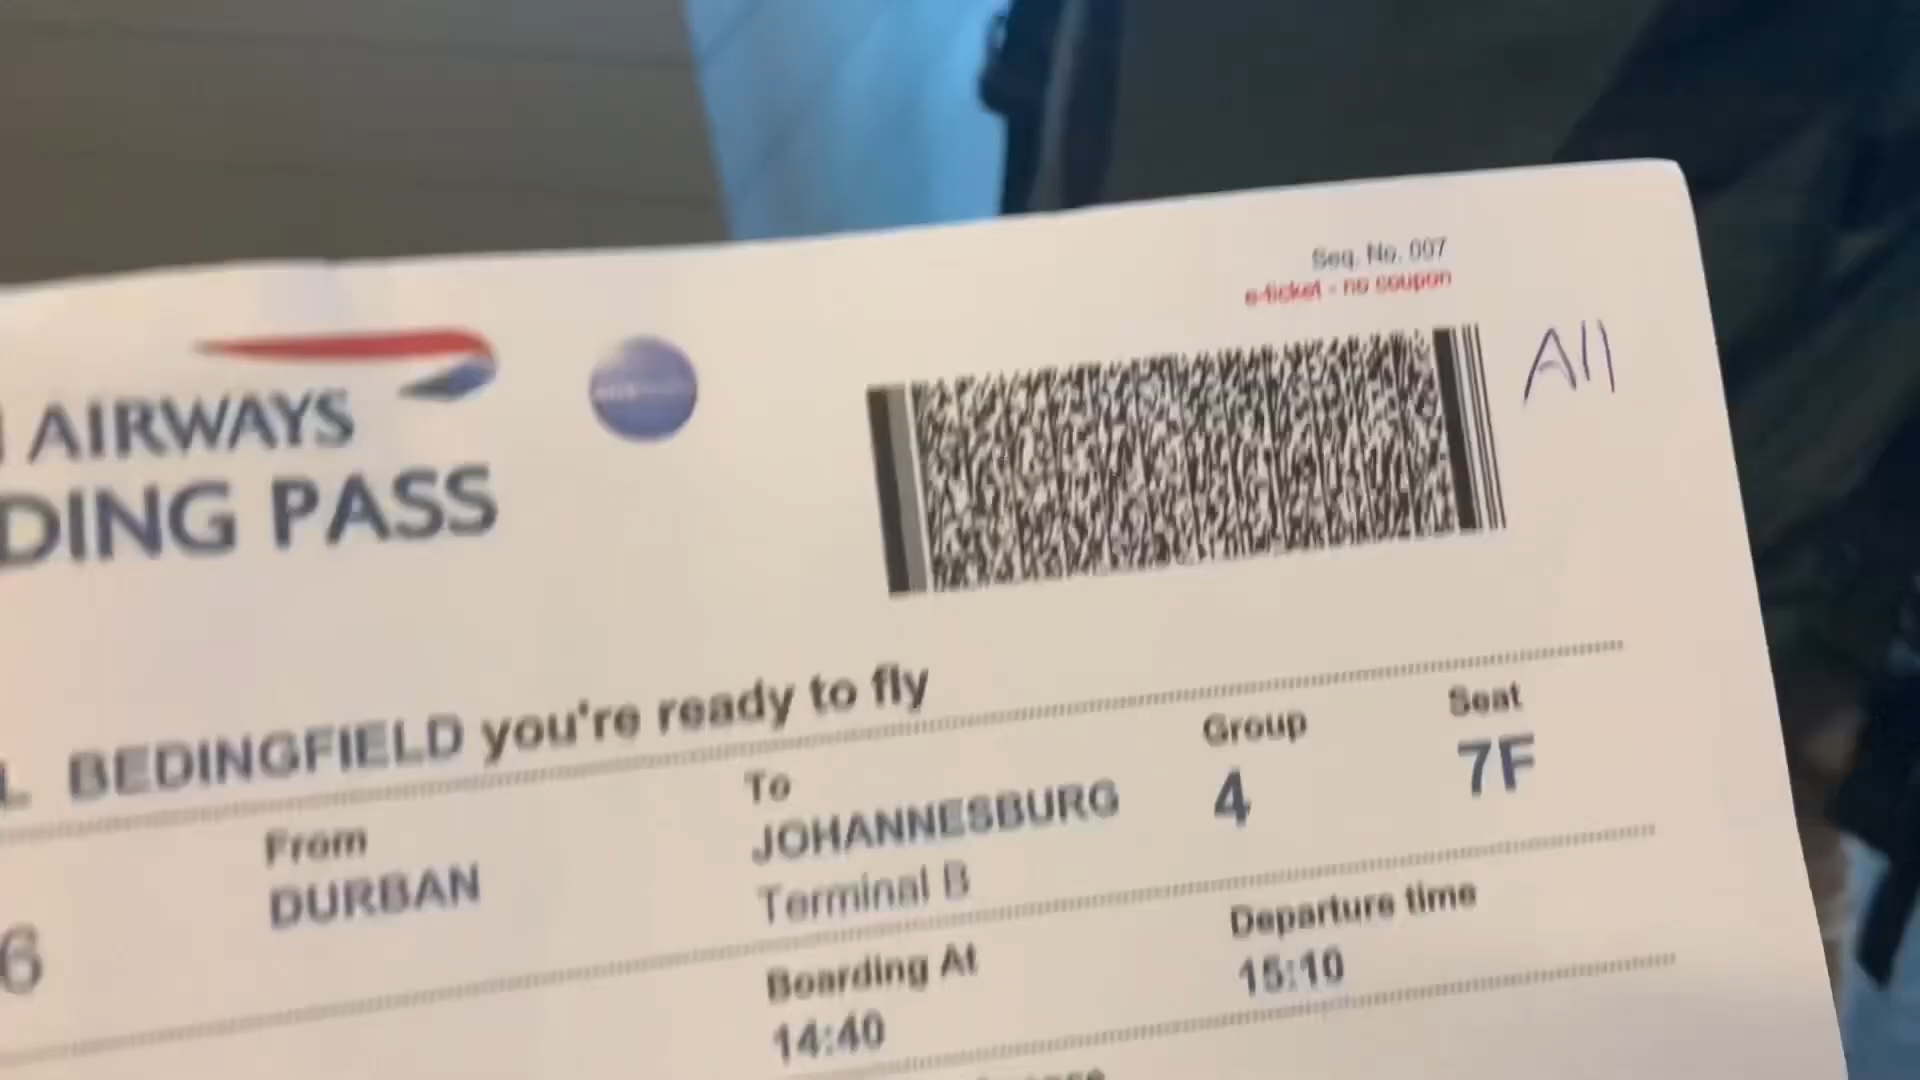 Seq. No. 007
e-ticket - no coupon
All
AIRWAYS
DING PASS
BEDINGFIELD you're ready to fly
From
DURBAN
To
JOHANNESBURG
Terminal B
Group
4
Seat
7F
6
Boarding At
14:40
Departure time
15:10